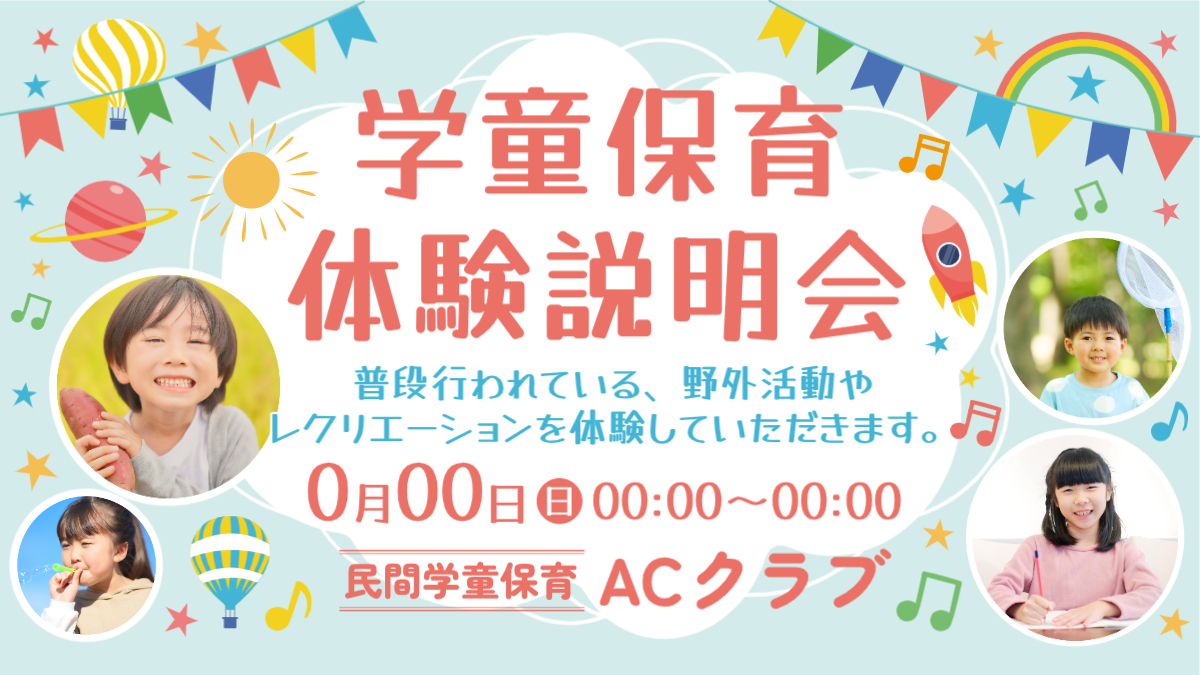 学童保育
体験説明会
普段行われている、野外活動や
レクリエーションを体験していただきます。
0月00日 日 00:00～00:00
民間学童保育 ACクラブ